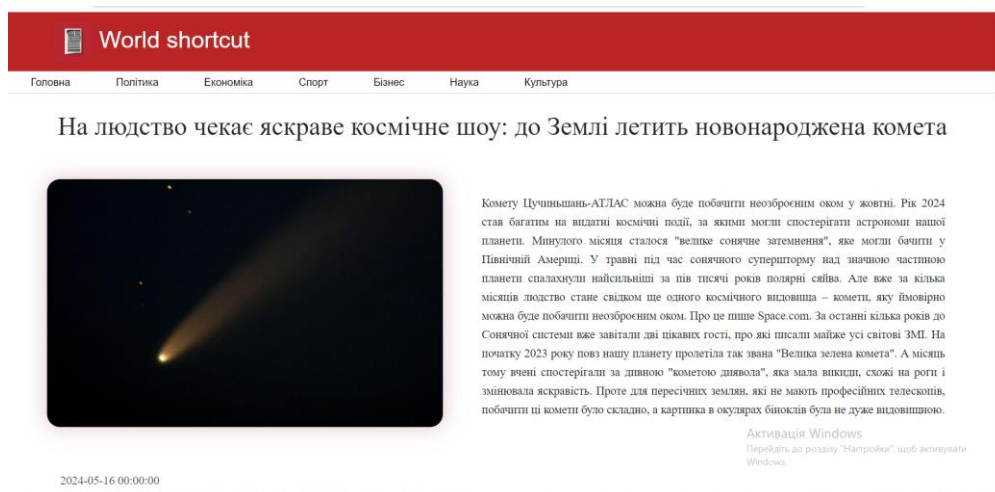 World shortcut
Головна Політика Економіка Спорт Бізнес Наука Культура
На людство чекає яскраве космічне шоу: до Землі летить новонароджена комета
Комету Цучиньшань-АТЛАС можна буде побачити неозброєним оком у жовтні. Рік 2024
став багатим на видатні космічні події, за якими могли спостерігати астрономи нашої
планети. Минулого місяця сталося "велике сонячне затемнення", яке могли бачити у
Північній Америці. У травні під час сонячного супершторму над значною частиною
планети спалахнули найсильніші за пів тисячі років полярні сяйва. Але вже за кілька
місяців людство стане свідком ще одного космічного видовища – комети, яку ймовірно
можна буде побачити неозброєним оком. Про це пише Space.com. За останні кілька років до
Сонячної системи вже завітали дві цікавих гості, про які писали майже усі світові ЗМІ. На
початку 2023 року повз нашу планету пролетіла так звана "Велика зелена комета". А місяць
тому вчені спостерігали за дивною "кометою диявола", яка мала викиди, схожі на роги і
змінювала яскравість. Проте для пересічних землян, які не мають професійних телескопів,
побачити ці комети було складно, а картинка в окулярах біноклів була не дуже видовищною.
Активація Windows
Перейдіть до розділу "Настройки", щоб активувати
Windows.
2024-05-16 00:00:00